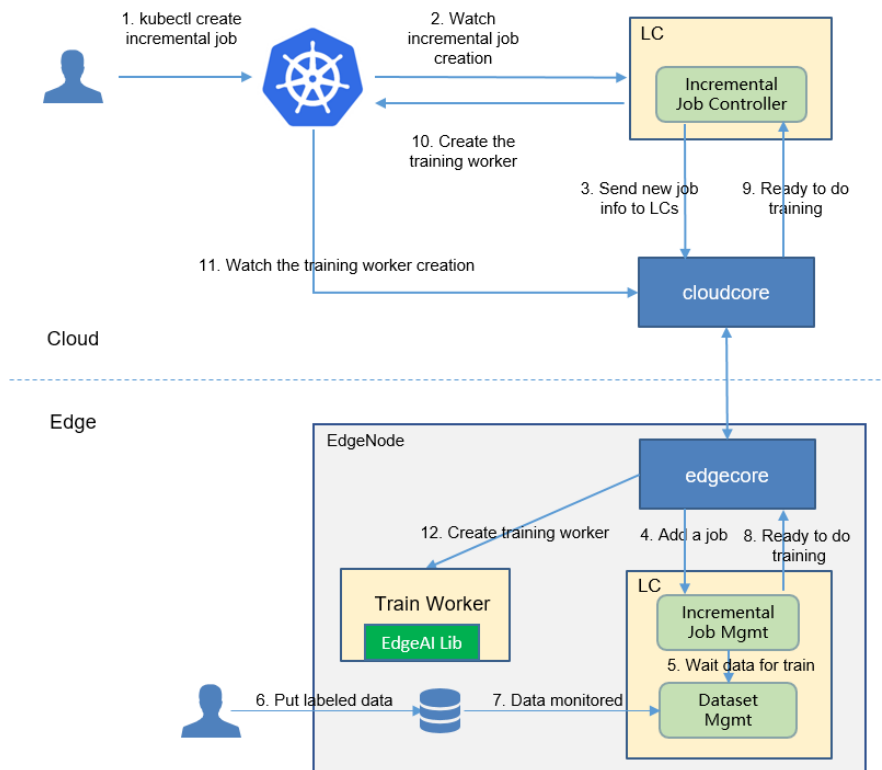 1. kubectl create
incremental job
2. Watch
incremental job
creation
LC
Incremental
Job Controller
10. Create the
training worker
3. Send new job
info to LCs
9. Ready to do
training
11. Watch the training worker creation
cloudcore
Cloud
Edge
EdgeNode
edgecore
12. Create training worker
4. Add a job
8. Ready to do
training
Train Worker
EdgeAI Lib
LC
Incremental
Job Mgmt
5. Wait data for train
6. Put labeled data
7. Data monitored
Dataset
Mgmt